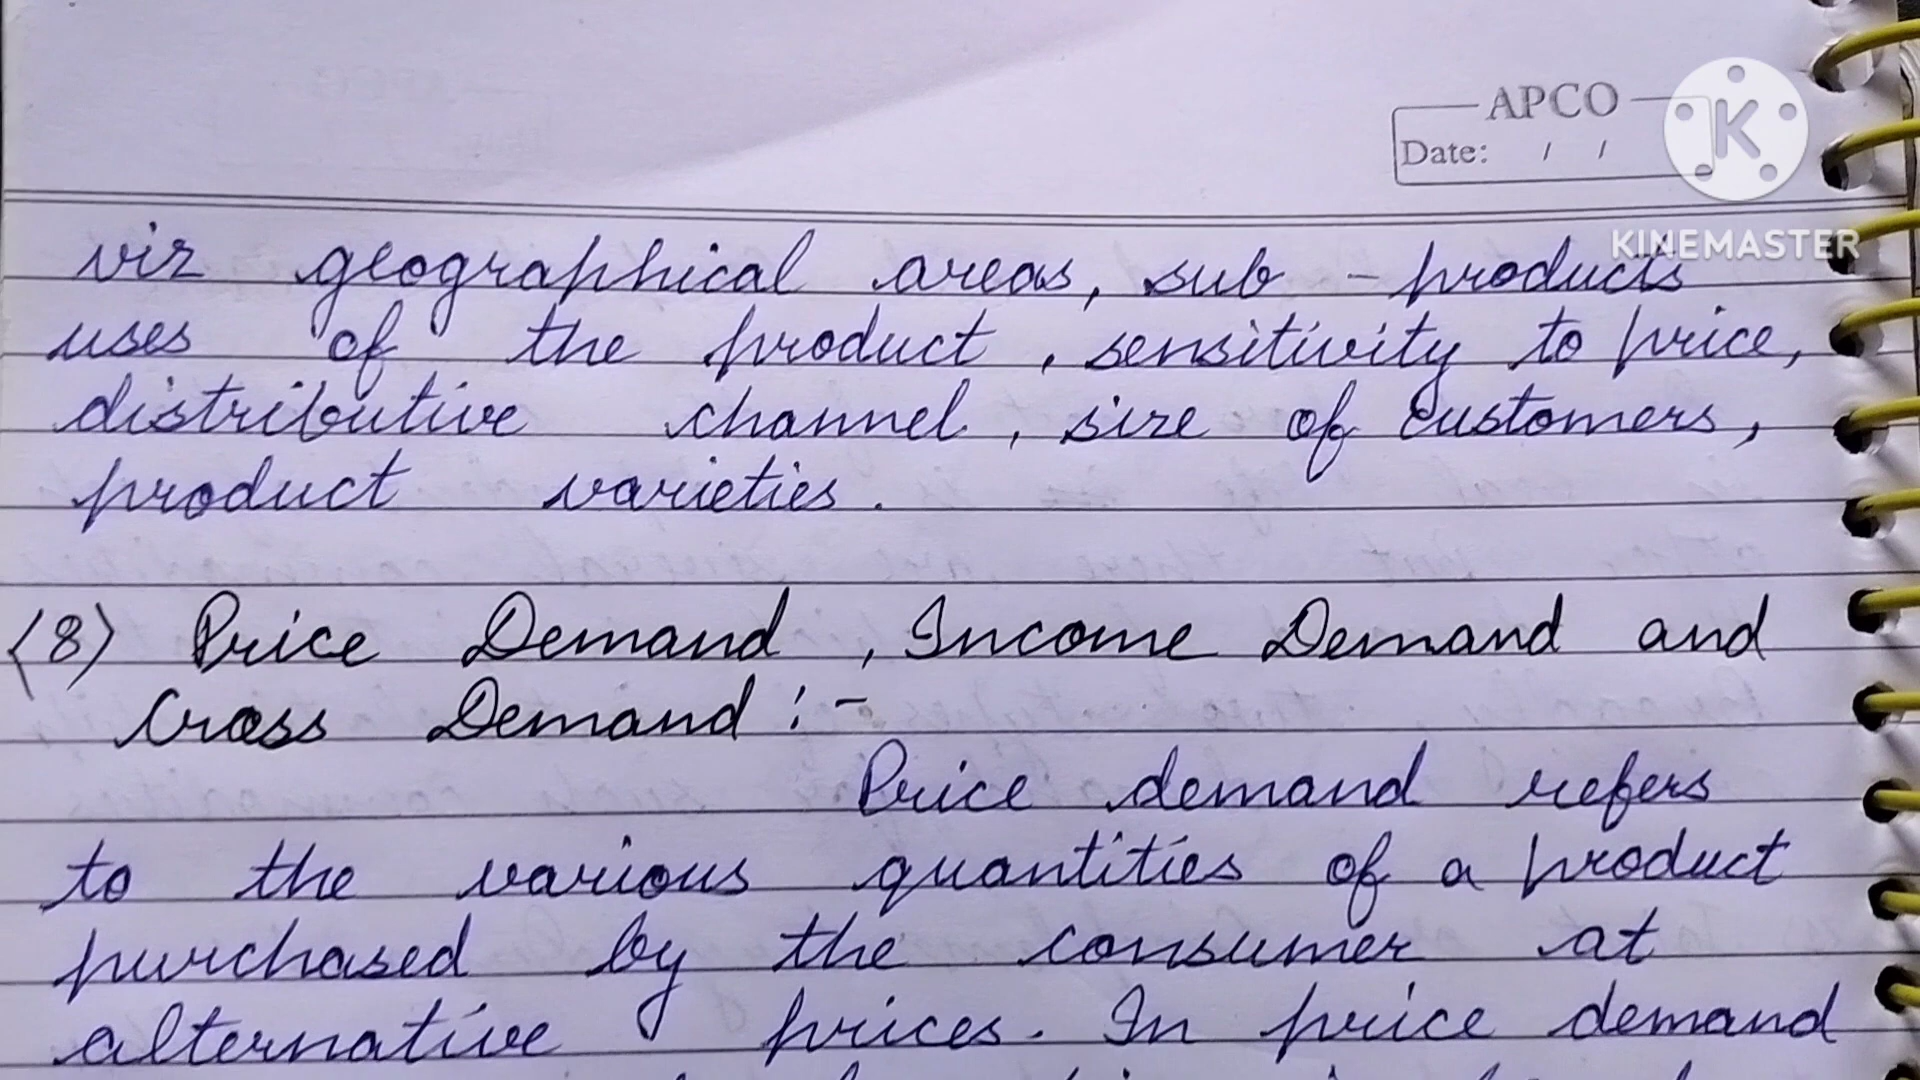 APCO
Date: / /
KINEMASTER
viz geographical areas, sub - products
uses of the product, sensitivity to price,
distributive channel, size of customers,
product varieties.
(8) Price Demand, Income Demand and
Cross Demand :-
Price demand refers
to the various quantities of a product
purchased by the consumer at
alternative prices. In price demand